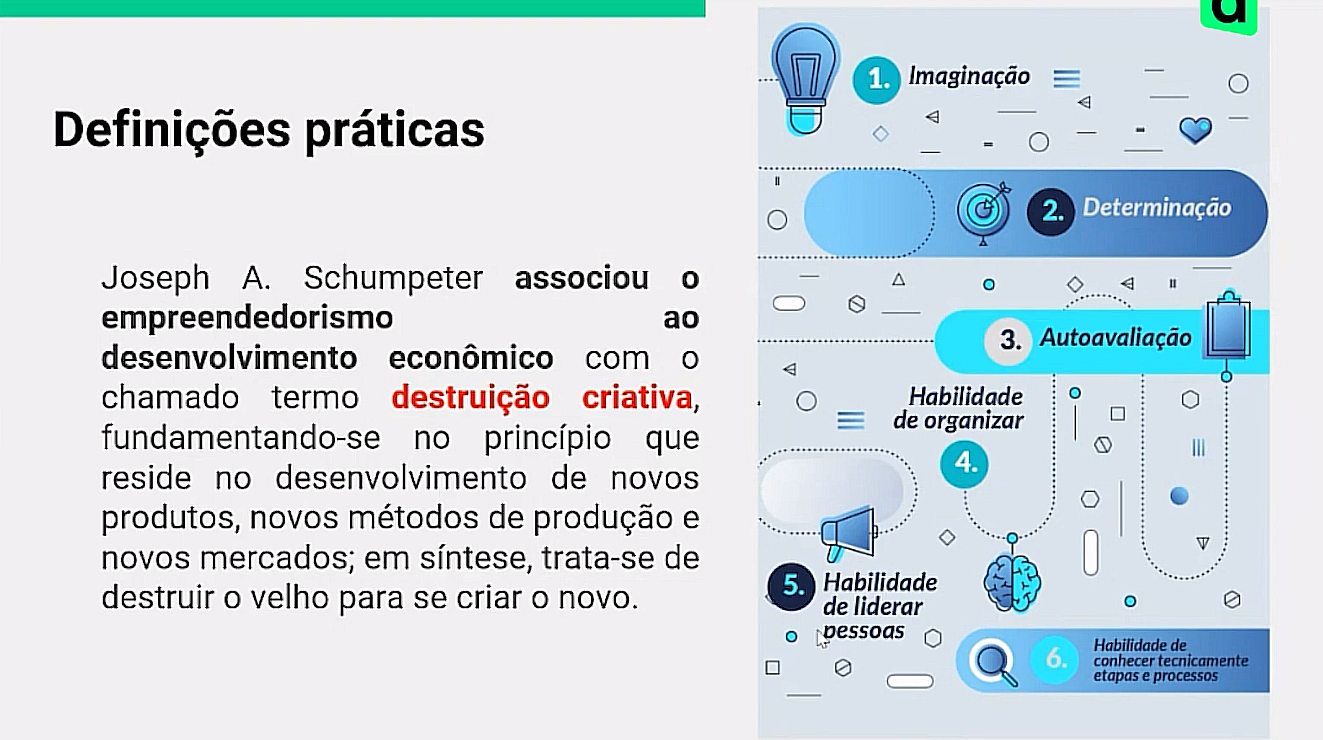 Definições práticas
Joseph A. Schumpeter associou o
empreendedorismo ao
desenvolvimento econômico com o
chamado termo destruição criativa,
fundamentando-se no princípio que
reside no desenvolvimento de novos
produtos, novos métodos de produção e
novos mercados; em síntese, trata-se de
destruir o velho para se criar o novo.
d
1. Imaginação
2. Determinação
3. Autoavaliação
Habilidade
de organizar
4.
5. Habilidade
de liderar
pessoas
6. Habilidade de
conhecer tecnicamente
etapas e processos